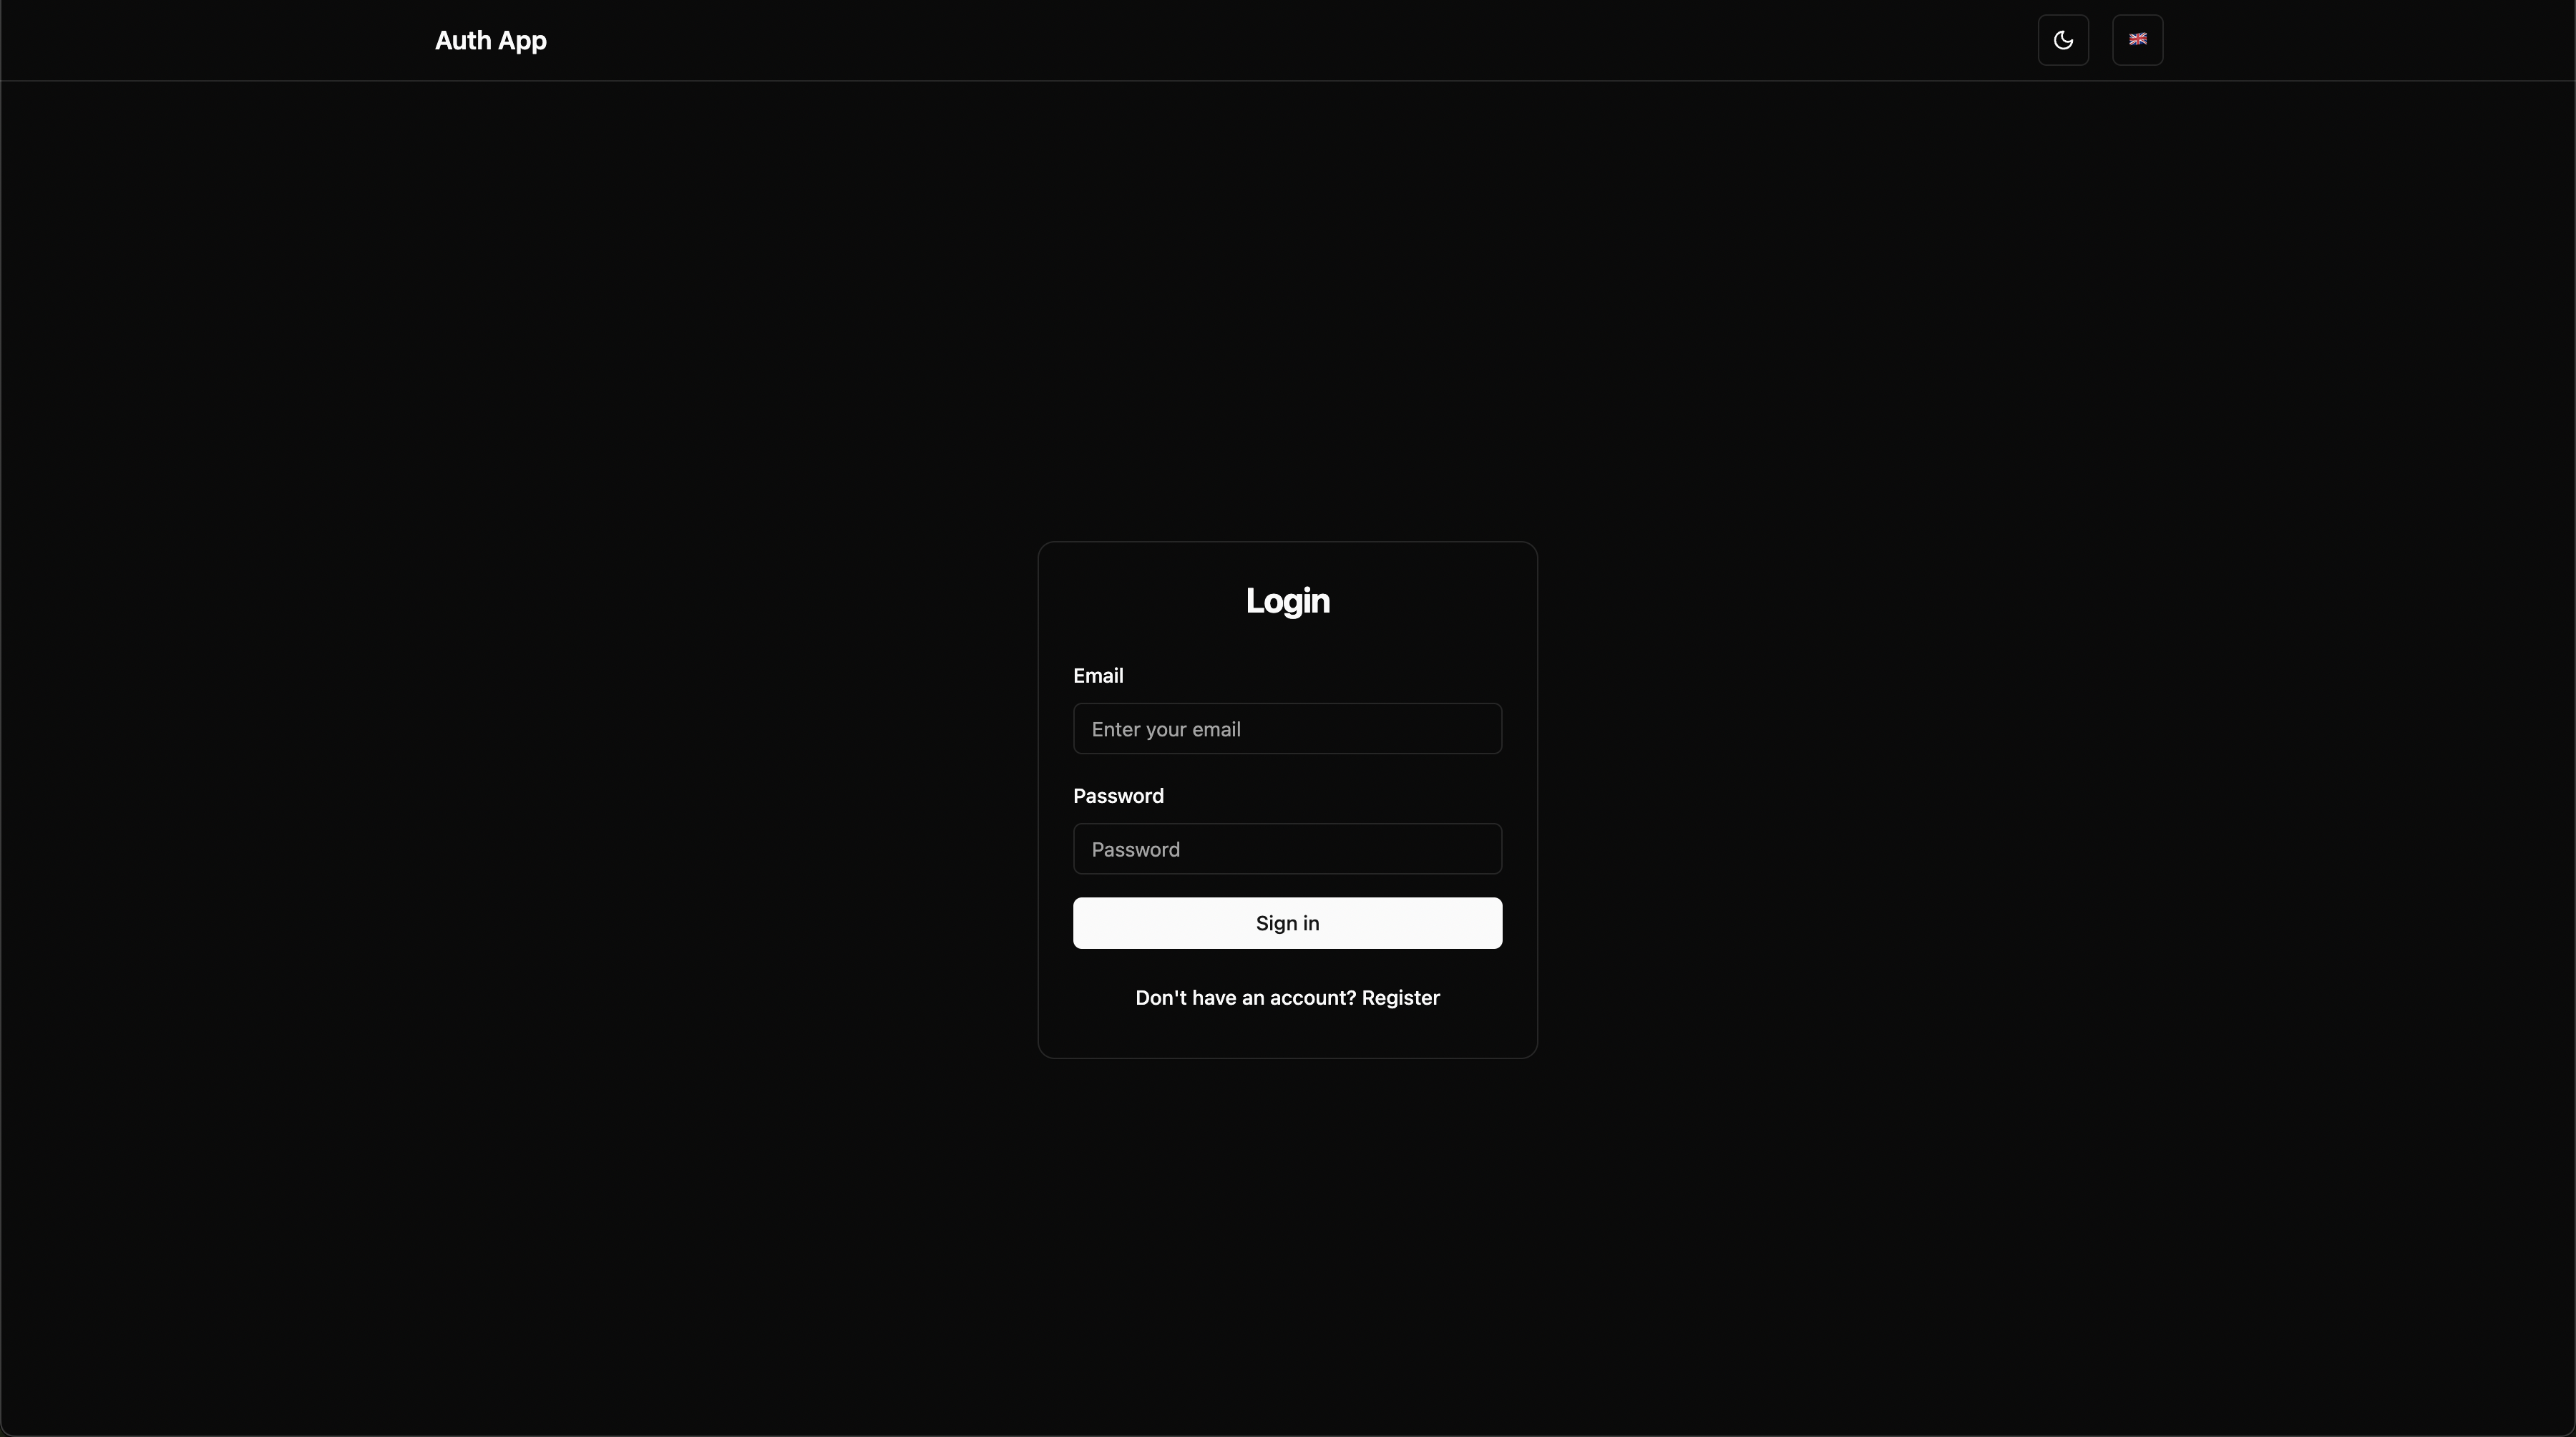 Auth App
Login
Email
Enter your email
Password
Password
Sign in
Don't have an account? Register